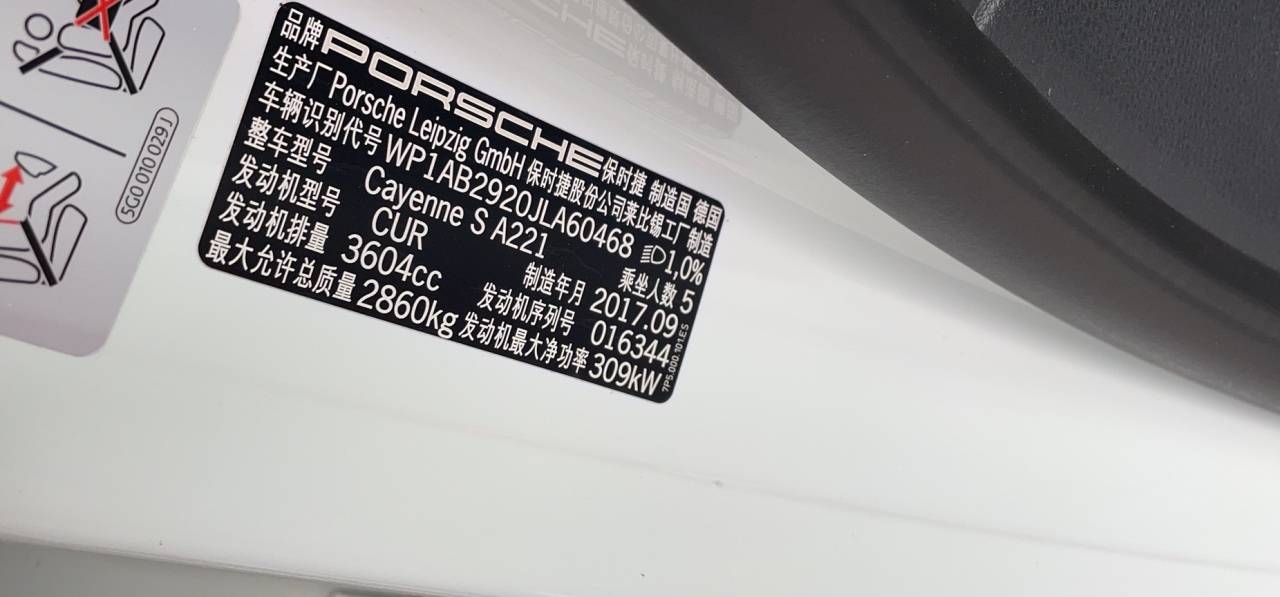 品牌 PORSCHE 保时捷 制造国 德国
生产厂 Porsche Leipzig GmbH 保时捷股份公司莱比锡工厂制造
车辆识别代号 WP1AB2920JLA60468 1,0%
整车型号 Cayenne S A221 乘坐人数 5
发动机型号 CUR 制造年月 2017.09
发动机排量 3604cc 发动机序列号 016344
最大允许总质量 2860kg 发动机最大净功率 309kW
7P5.000.101.ES
5G0 010 029 J